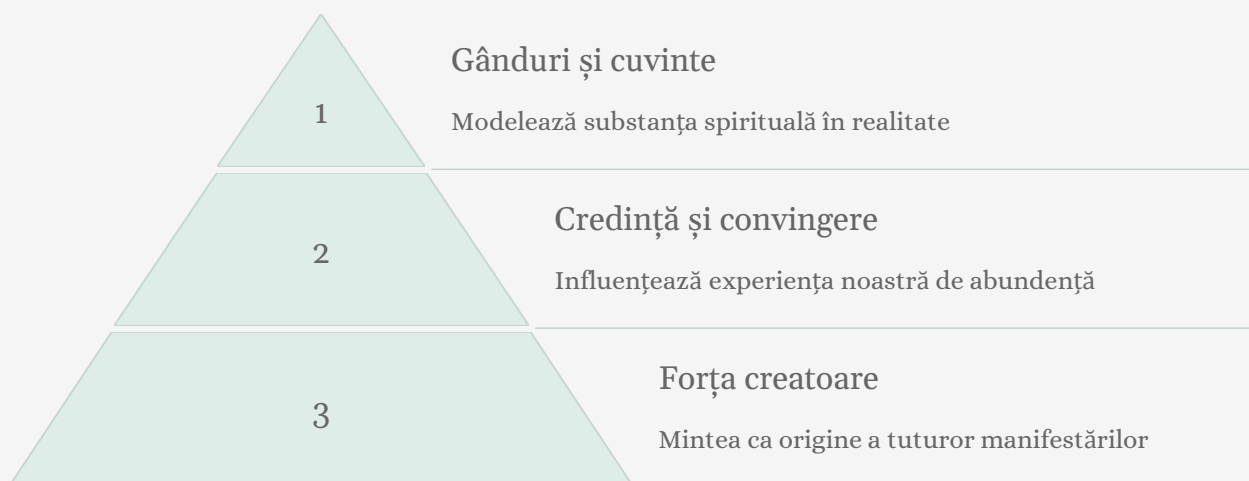 Gânduri și cuvinte
1
Modelează substanța spirituală în realitate
Credință și convingere
2
Influențează experiența noastră de abundență
Forța creatoare
3
Mintea ca origine a tuturor manifestărilor